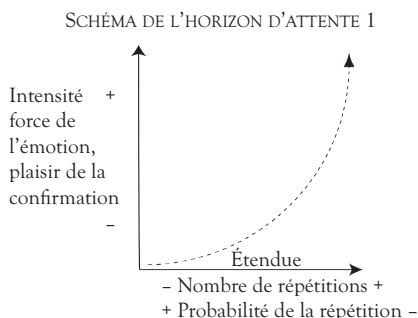 SCHÉMA DE L'HORIZON D'ATTENTE 1
Intensité +
force de
l'émotion,
plaisir de la
confirmation
–
Étendue
– Nombre de répétitions +
+ Probabilité de la répétition –